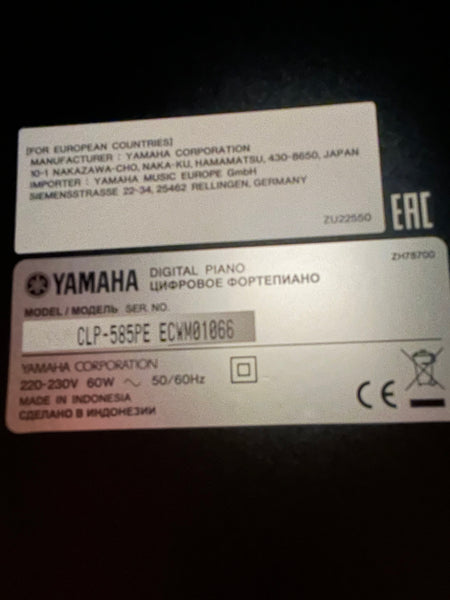 [FOR EUROPEAN COUNTRIES]
MANUFACTURER : YAMAHA CORPORATION
10-1 NAKAZAWA-CHO, NAKA-KU, HAMAMATSU, 430-8650, JAPAN
IMPORTER : YAMAHA MUSIC EUROPE GmbH
SIEMENSSTRASSE 22-34, 25462 RELLINGEN, GERMANY
ZU22550
EAC
ZH78700
YAMAHA DIGITAL PIANO
ЦИФРОВОЕ ФОРТЕПИАНО
MODEL / МОДЕЛЬ SER. NO.
CLP-585PE ECWM01066
YAMAHA CORPORATION
220-230V 60W ~ 50/60Hz
MADE IN INDONESIA
СДЕЛАНО В ИНДОНЕЗИИ
CE